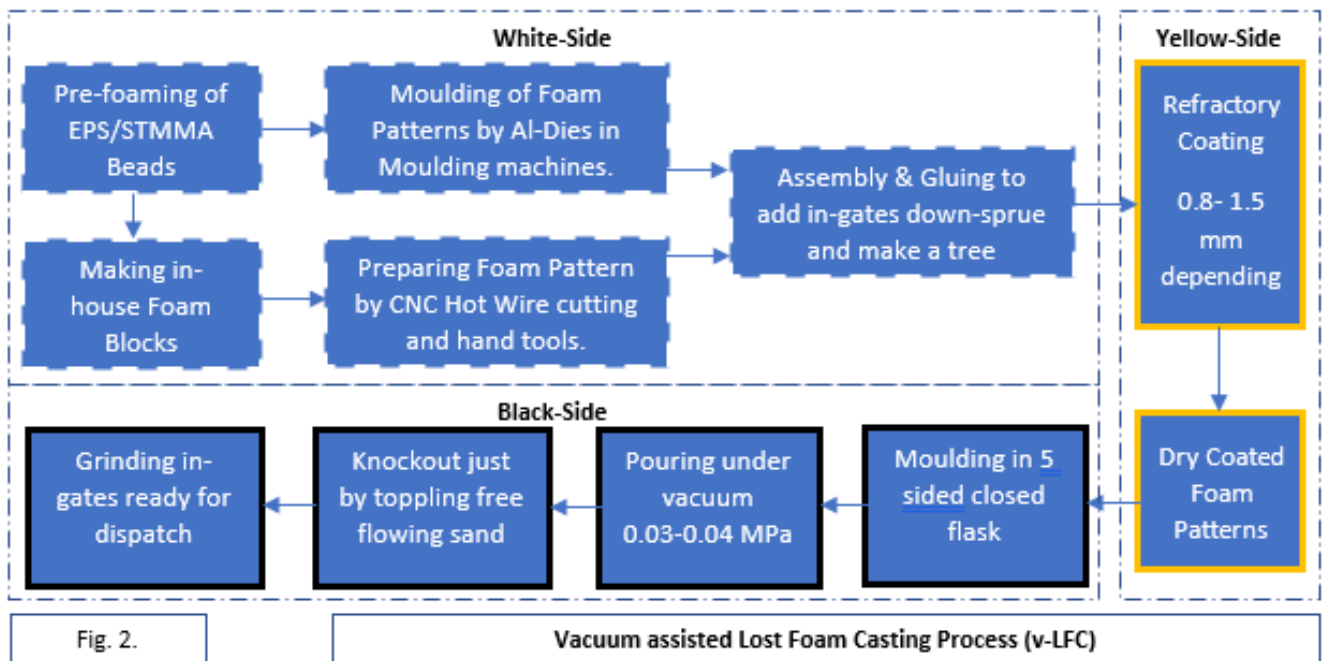 White-Side
Pre-foaming of
EPS/STMMA
Beads
Moulding of Foam
Patterns by Al-Dies in
Moulding machines.
Making in-
house Foam
Blocks
Preparing Foam Pattern
by CNC Hot Wire cutting
and hand tools.
Assembly & Gluing to
add in-gates down-sprue
and make a tree
Yellow-Side
Refractory
Coating
0.8- 1.5
mm
depending
Dry Coated
Foam
Patterns
Black-Side
Moulding in 5
sided closed
flask
Pouring under
vacuum
0.03-0.04 MPa
Knockout just
by toppling free
flowing sand
Grinding in-
gates ready for
dispatch
Fig. 2.
Vacuum assisted Lost Foam Casting Process (v-LFC)